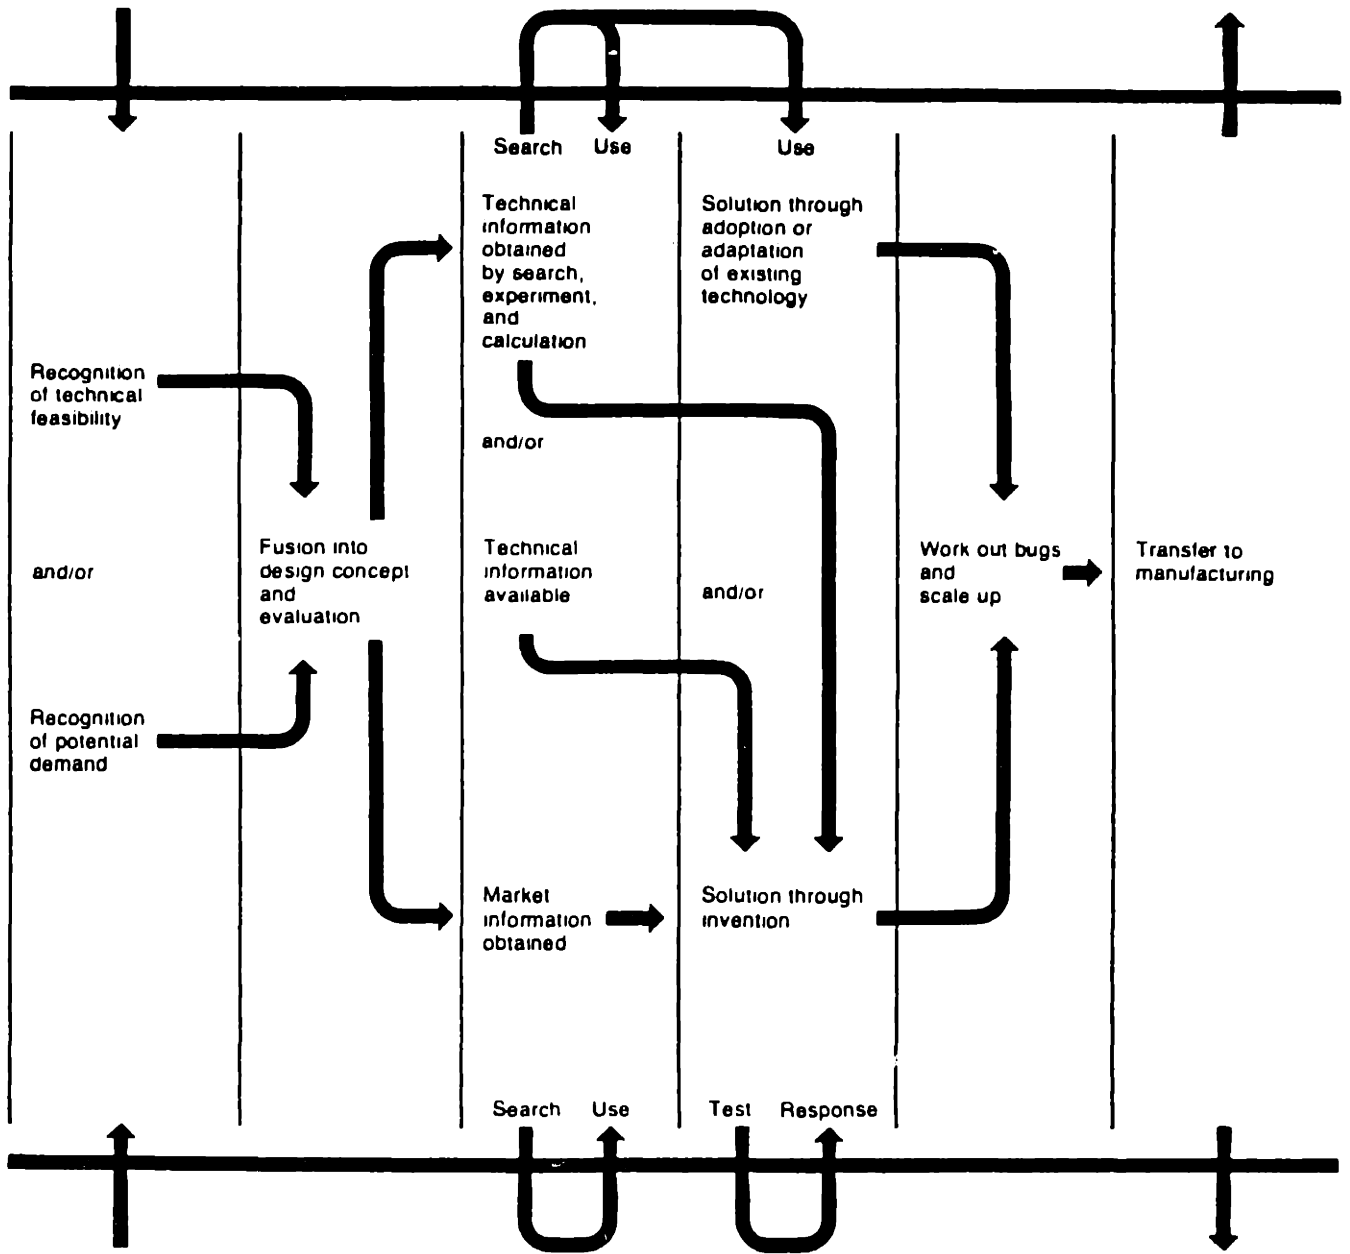 Search Use
Use
Technical
information
obtained
by search,
experiment,
and
calculation
Solution through
adoption or
adaptation
of existing
technology
Recognition
of technical
feasibility
and/or
Fusion into
design concept
and
evaluation
Technical
information
available
and/or
Work out bugs
and
scale up
Transfer to
manufacturing
and/or
Recognition
of potential
demand
Market
information
obtained
Solution through
invention
Search Use
Test Response